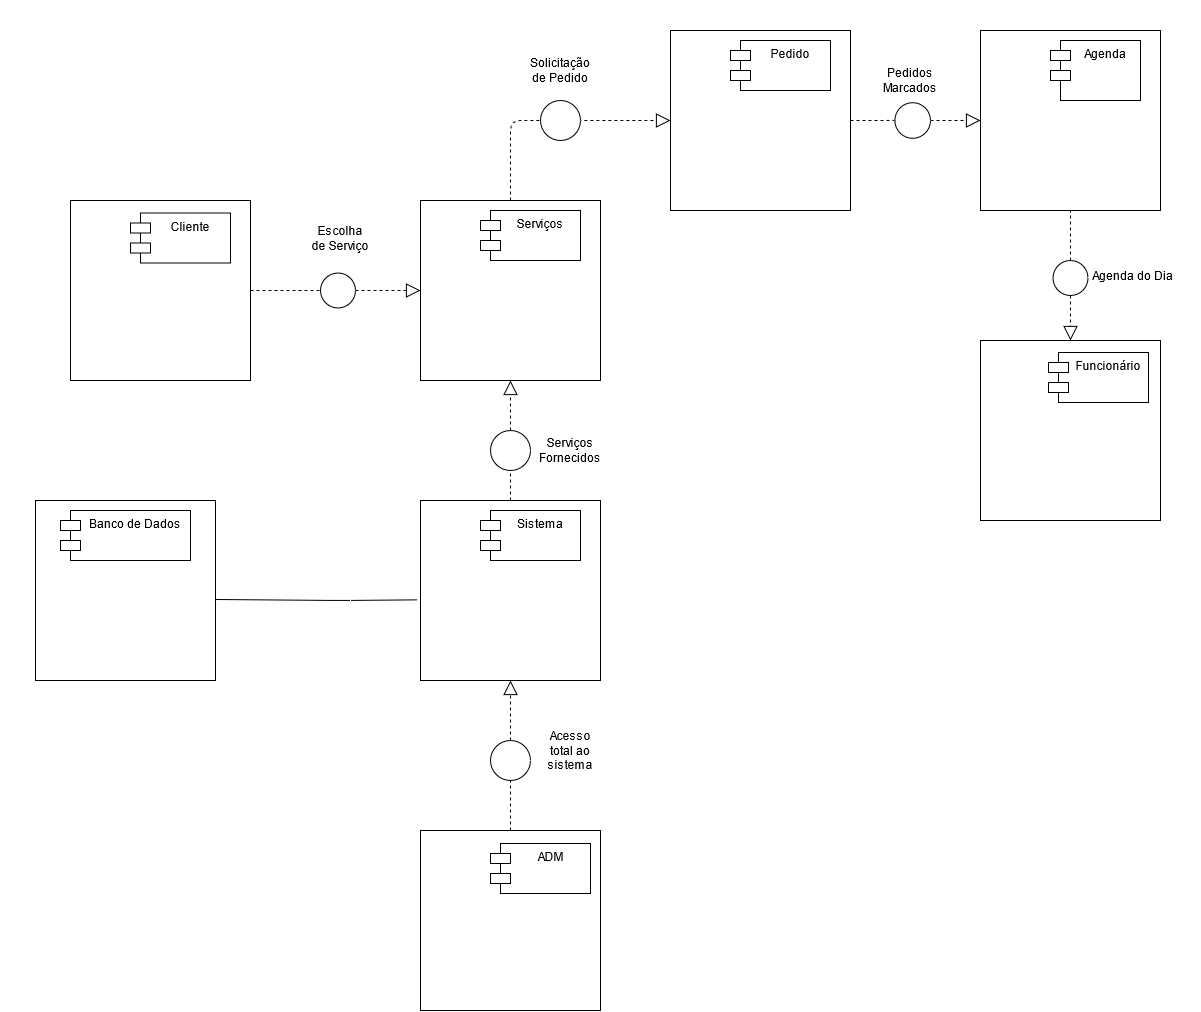 Solicitação
de Pedido
Pedido
Pedidos
Marcados
Agenda
Cliente
Escolha
de Serviço
Serviços
Agenda do Dia
Funcionário
Serviços
Fornecidos
Banco de Dados
Sistema
Acesso
total ao
sistema
ADM